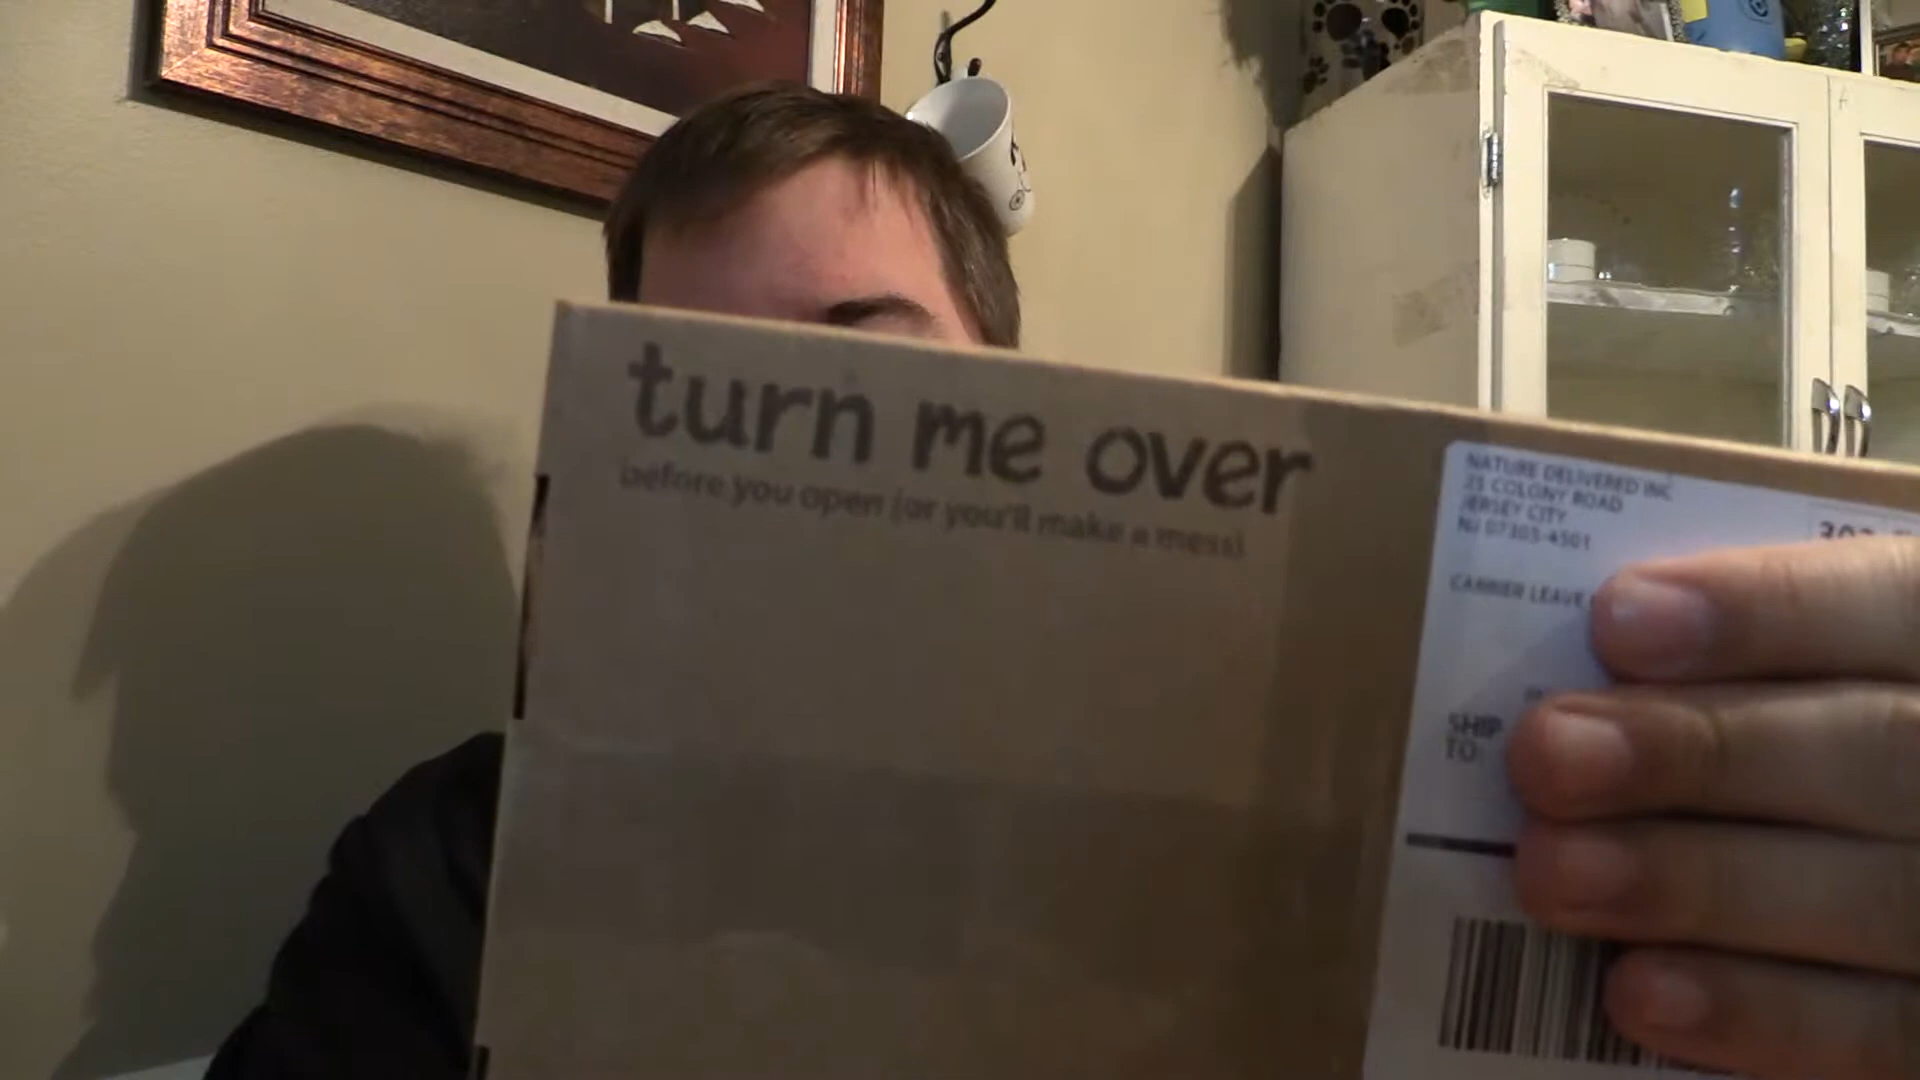 turn me over
before you open (or you'll make a mess)
NATURE DELIVERED INC
25 COLONY ROAD
JERSEY CITY
NJ 07305-4501
CARRIER LEAVE
SHIP
TO: